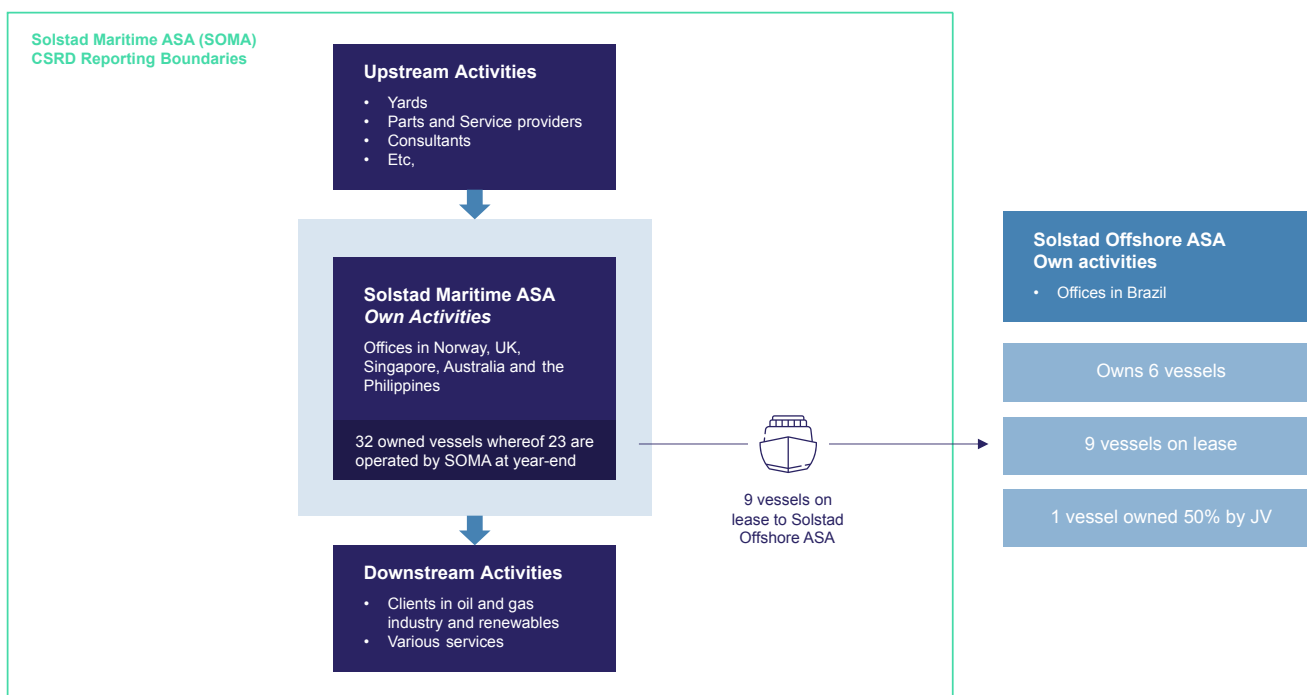 Solstad Maritime ASA (SOMA)
CSRD Reporting Boundaries
Upstream Activities
• Yards
• Parts and Service providers
• Consultants
• Etc,
Solstad Maritime ASA
Own Activities
Offices in Norway, UK,
Singapore, Australia and the
Philippines
32 owned vessels whereof 23 are
operated by SOMA at year-end
Downstream Activities
• Clients in oil and gas
industry and renewables
• Various services
9 vessels on
lease to Solstad
Offshore ASA
Solstad Offshore ASA
Own activities
• Offices in Brazil
Owns 6 vessels
9 vessels on lease
1 vessel owned 50% by JV